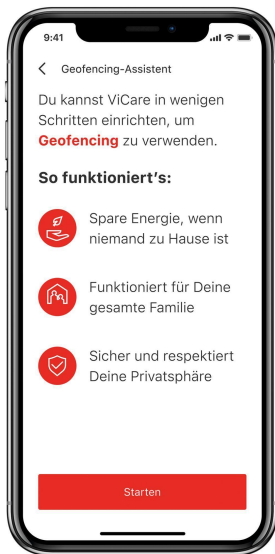 9:41
Geofencing-Assistent
Du kannst ViCare in wenigen
Schritten einrichten, um
Geofencing zu verwenden.
So funktioniert's:
Spare Energie, wenn
niemand zu Hause ist
Funktioniert für Deine
gesamte Familie
Sicher und respektiert
Deine Privatsphäre
Starten